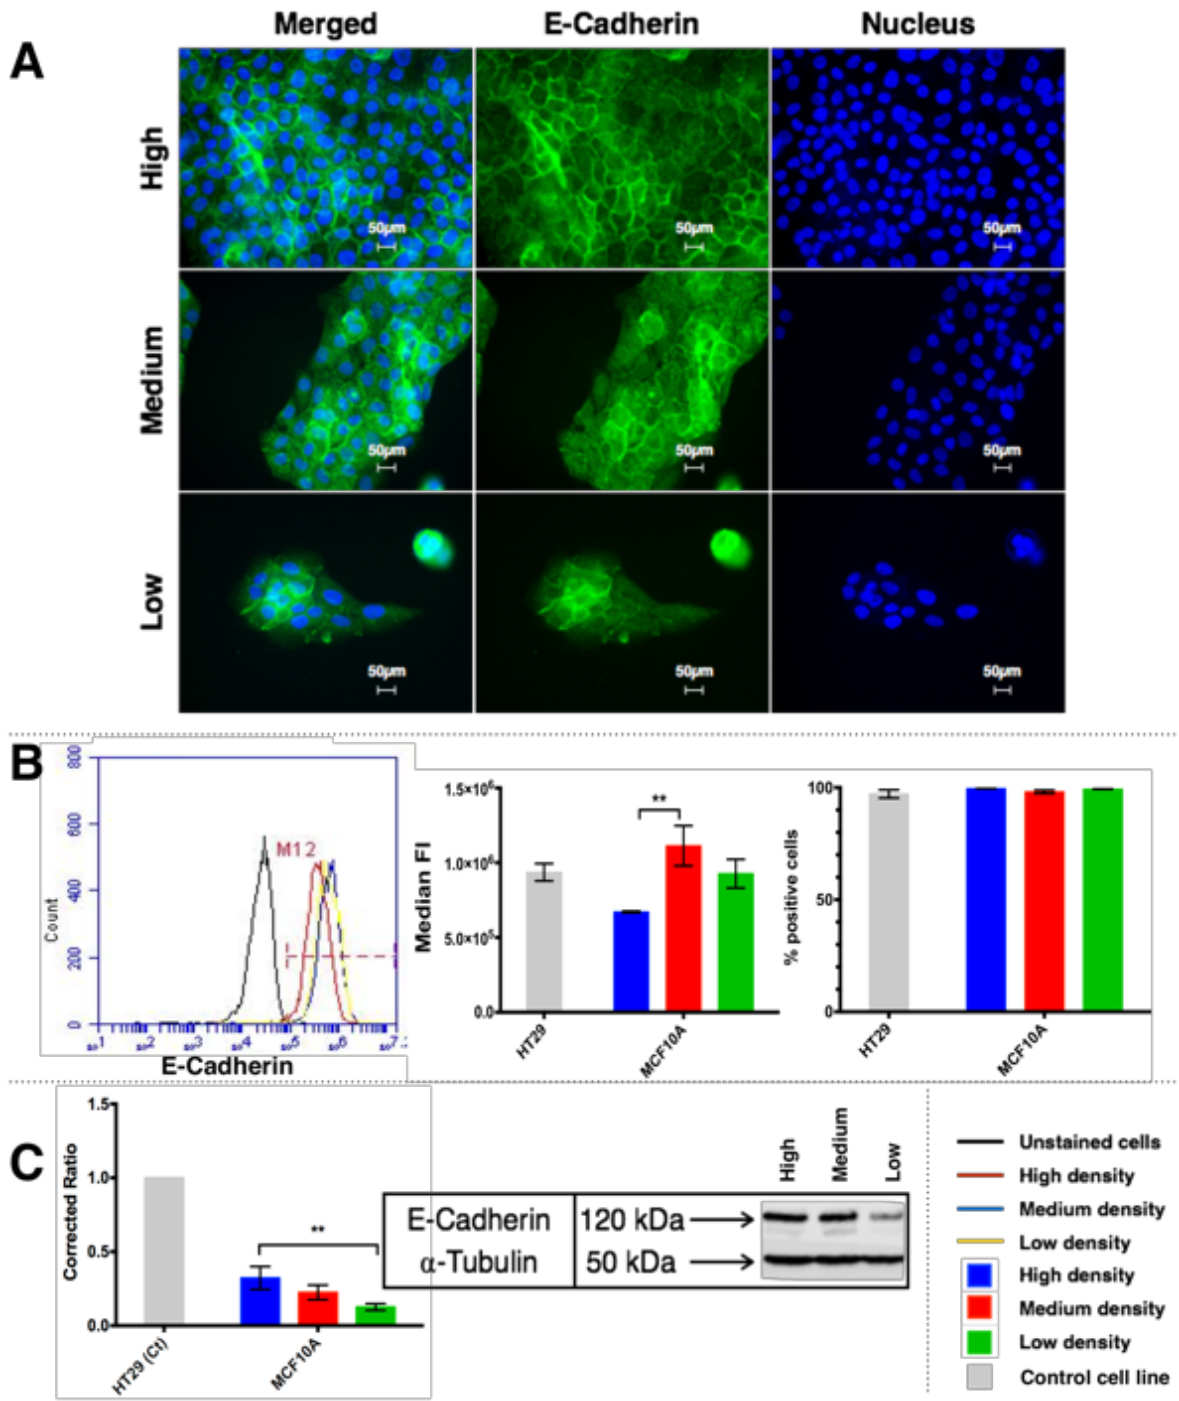 Merged E-Cadherin Nucleus
A
High
50µm 50µm 50µm
Medium
50µm 50µm 50µm
Low
50µm 50µm 50µm
B
Count
800
600
400
200
0
M12
E-Cadherin
Median FI
1.5×10⁶
1.0×10⁶
5.0×10⁵
0.0
**
HT29
MCF10A
% positive cells
100
50
0
HT29
MCF10A
C
Corrected Ratio
1.5
1.0
0.5
0.0
**
HT29 (Ct)
MCF10A
High Medium Low
E-Cadherin 120 kDa
α-Tubulin 50 kDa
Unstained cells
High density
Medium density
Low density
High density
Medium density
Low density
Control cell line